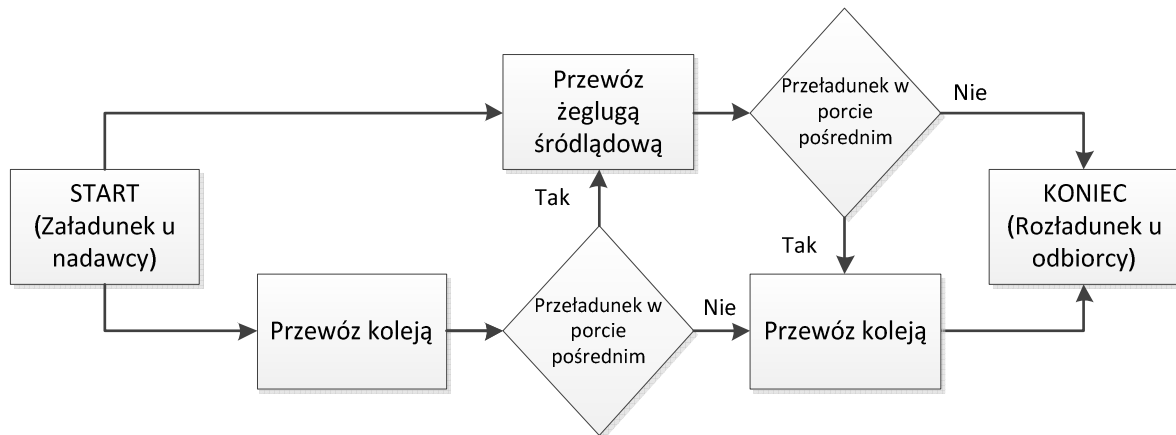 Przewóz
żeglugą
śródlądową
Przeładunek w
porcie
pośrednim
Nie
START
(Załadunek u
nadawcy)
Tak
KONIEC
(Rozładunek u
odbiorcy)
Tak
Przewóz koleją
Przeładunek w
porcie
pośrednim
Nie
Przewóz koleją